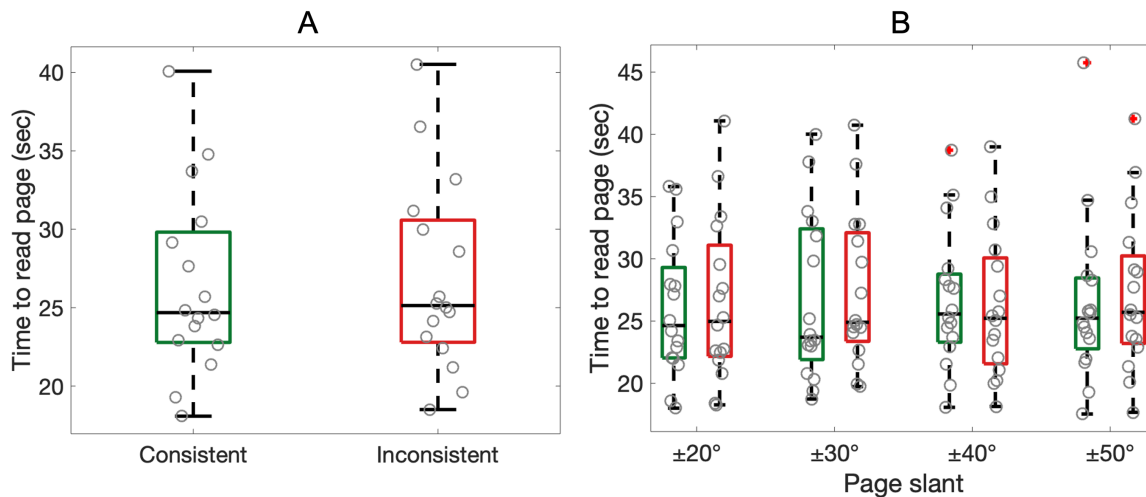 A
Time to read page (sec)
40
30
25
20
Consistent
Inconsistent
B
Time to read page (sec)
45
40
35
30
25
20
±20°
±30°
±40°
±50°
Page slant